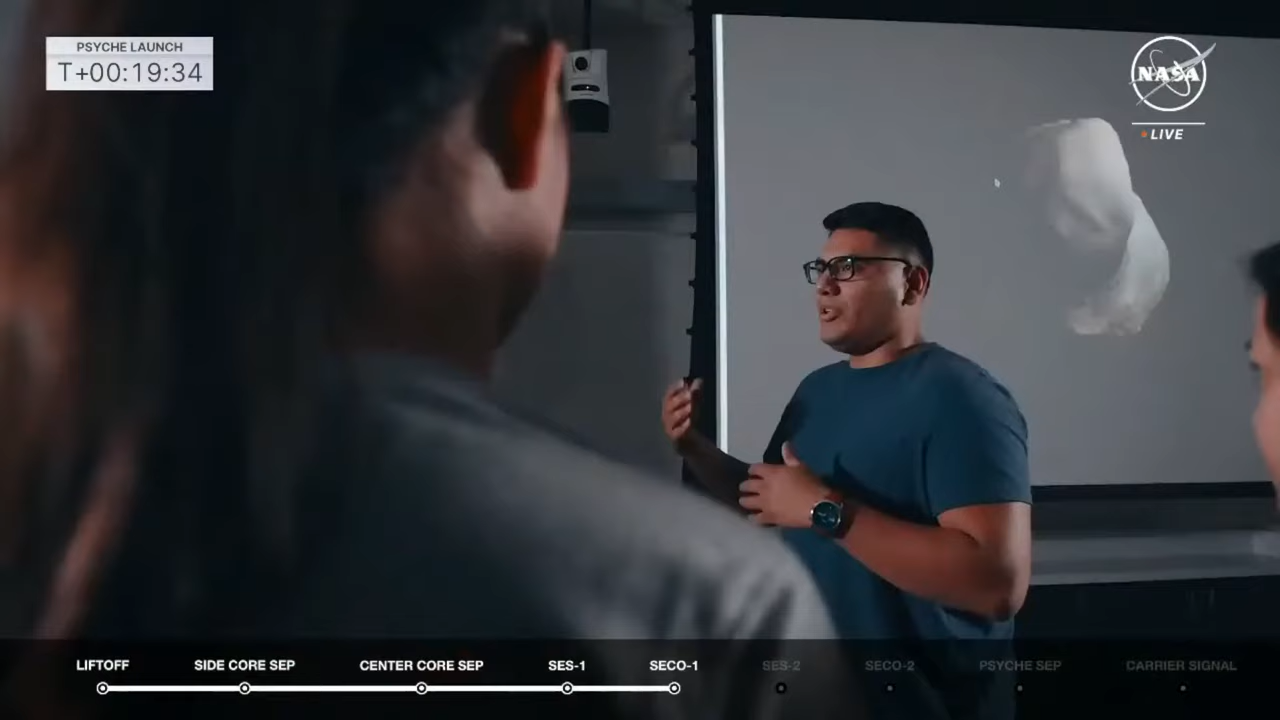 PSYCHE LAUNCH
T+00:19:34
NASA
LIVE
LIFTOFF
SIDE CORE SEP
CENTER CORE SEP
SES-1
SECO-1
SES-2
SECO-2
PSYCHE SEP
CARRIER SIGNAL